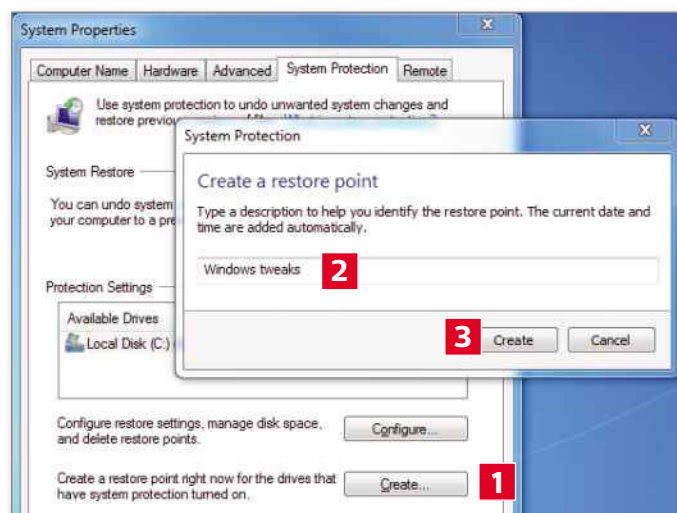 System Properties
Computer Name Hardware Advanced System Protection Remote
Use system protection to undo unwanted system changes and
restore previous
System Restore
You can undo system
your computer to a pre
Protection Settings
Available Drives
Local Disk (C:)
Configure restore settings, manage disk space,
and delete restore points.
Configure...
Create a restore point right now for the drives that
have system protection turned on.
Create...
1
System Protection
Create a restore point
Type a description to help you identify the restore point. The current date and
time are added automatically.
Windows tweaks
2
3
Create
Cancel